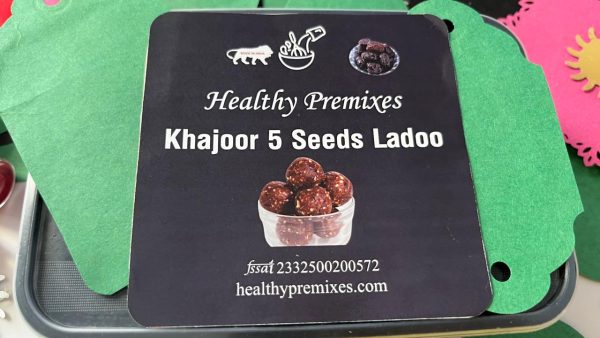 Healthy Premixes
Khajoor 5 Seeds Ladoo
fssai 2332500200572
healthypremixes.com